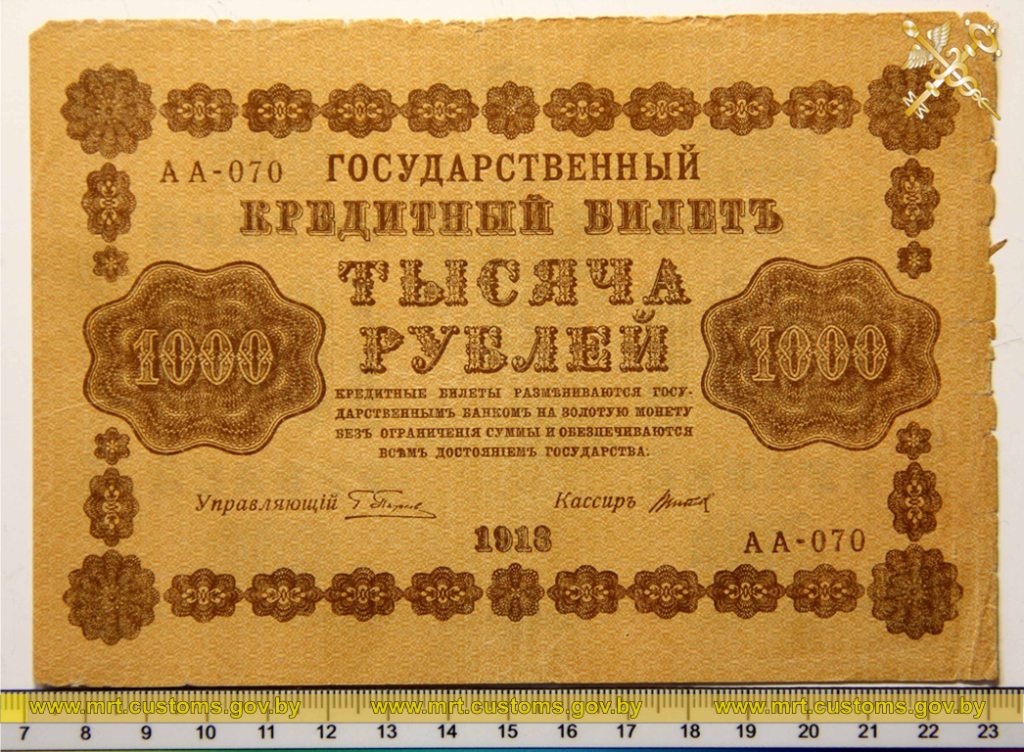 АА-070
ГОСУДАРСТВЕННЫЙ
КРЕДИТНЫЙ БИЛЕТЪ
ТЫСЯЧА
РУБЛЕЙ
1000
1000
КРЕДИТНЫЕ БИЛЕТЫ РАЗМѢНИВАЮТСЯ ГОСУ-
ДАРСТВЕННЫМЪ БАНКОМЪ НА ЗОЛОТУЮ МОНЕТУ
БЕЗЪ ОГРАНИЧЕНІЯ СУММЫ И ОБЕЗПЕЧИВАЮТСЯ
ВСѢМЪ ДОСТОЯНІЕМЪ ГОСУДАРСТВА.
Управляющій
Кассиръ
1918
АА-070
www.mrt.customs.gov.by www.mrt.customs.gov.by www.mrt.customs.gov.by
7 8 9 10 11 12 13 14 15 16 17 18 19 20 21 22 23